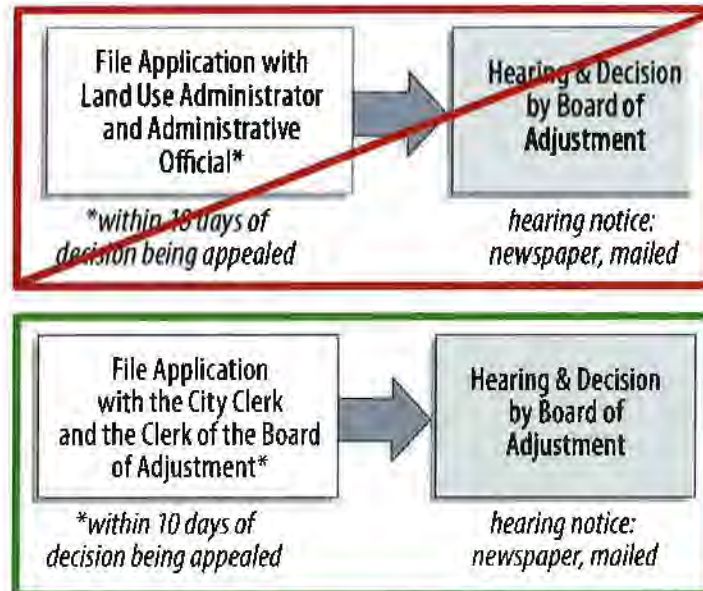 File Application with
Land Use Administrator
and Administrative
Official*
*within 10 days of
decision being appealed
Hearing & Decision
by Board of
Adjustment
hearing notice:
newspaper, mailed
File Application
with the City Clerk
and the Clerk of the Board
of Adjustment*
*within 10 days of
decision being appealed
Hearing & Decision
by Board of
Adjustment
hearing notice:
newspaper, mailed